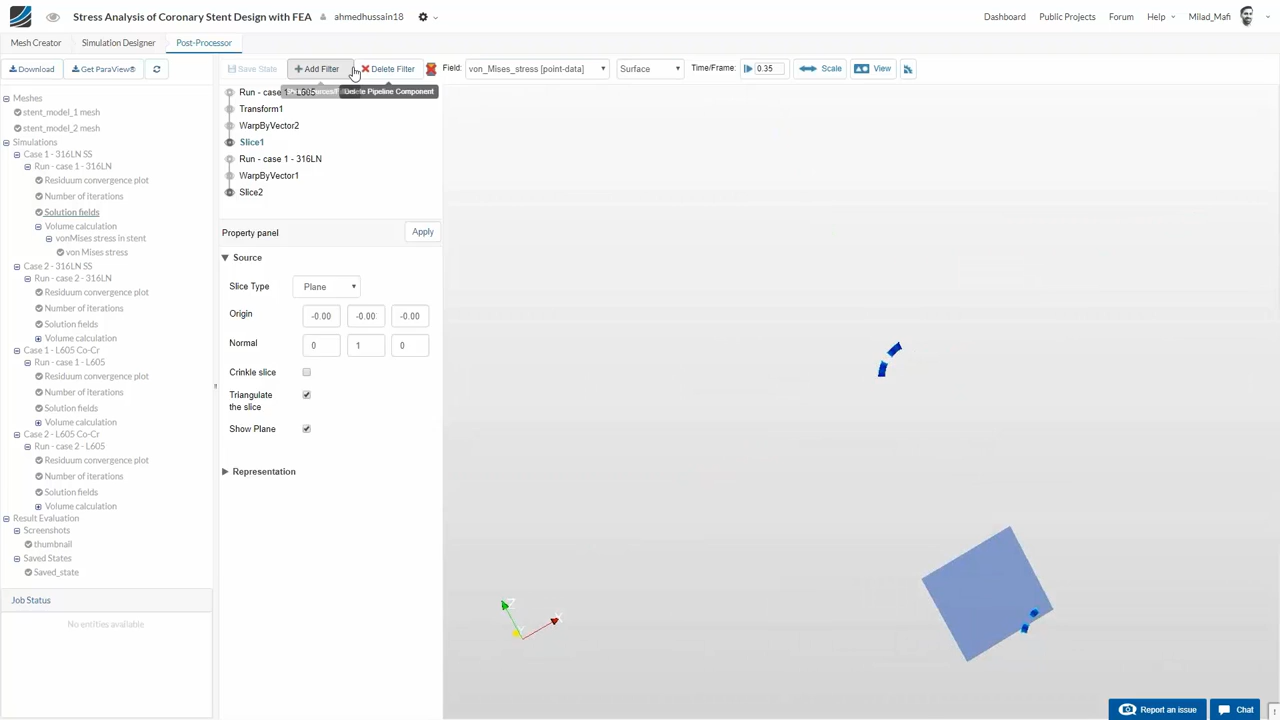 Stress Analysis of Coronary Stent Design with FEA ahmedhussain18
Dashboard Public Projects Forum Help Milad_Mafi
Mesh Creator Simulation Designer Post-Processor
Download Get ParaView® Save State Add Filter Delete Filter Field: von_Mises_stress [point-data] Surface Time/Frame: 0.35 Scale View
Delete Pipeline Component
Meshes
stent_model_1 mesh
stent_model_2 mesh
Simulations
Case 1 - 316LN SS
Run - case 1 - 316LN
Residuum convergence plot
Number of iterations
Solution fields
Volume calculation
vonMises stress in stent
von Mises stress
Case 2 - 316LN SS
Run - case 2 - 316LN
Residuum convergence plot
Number of iterations
Solution fields
Volume calculation
Case 1 - L605 Co-Cr
Run - case 1 - L605
Residuum convergence plot
Number of iterations
Solution fields
Volume calculation
Case 2 - L605 Co-Cr
Run - case 2 - L605
Residuum convergence plot
Number of iterations
Solution fields
Volume calculation
Result Evaluation
Screenshots
thumbnail
Saved States
Saved_state
Job Status
No entities available
Run - case 1 - L605
Transform1
WarpByVector2
Slice1
Run - case 1 - 316LN
WarpByVector1
Slice2
Property panel Apply
Source
Slice Type Plane
Origin -0.00 -0.00 -0.00
Normal 0 1 0
Crinkle slice
Triangulate
the slice
Show Plane
Representation
Z
X
Report an issue Chat